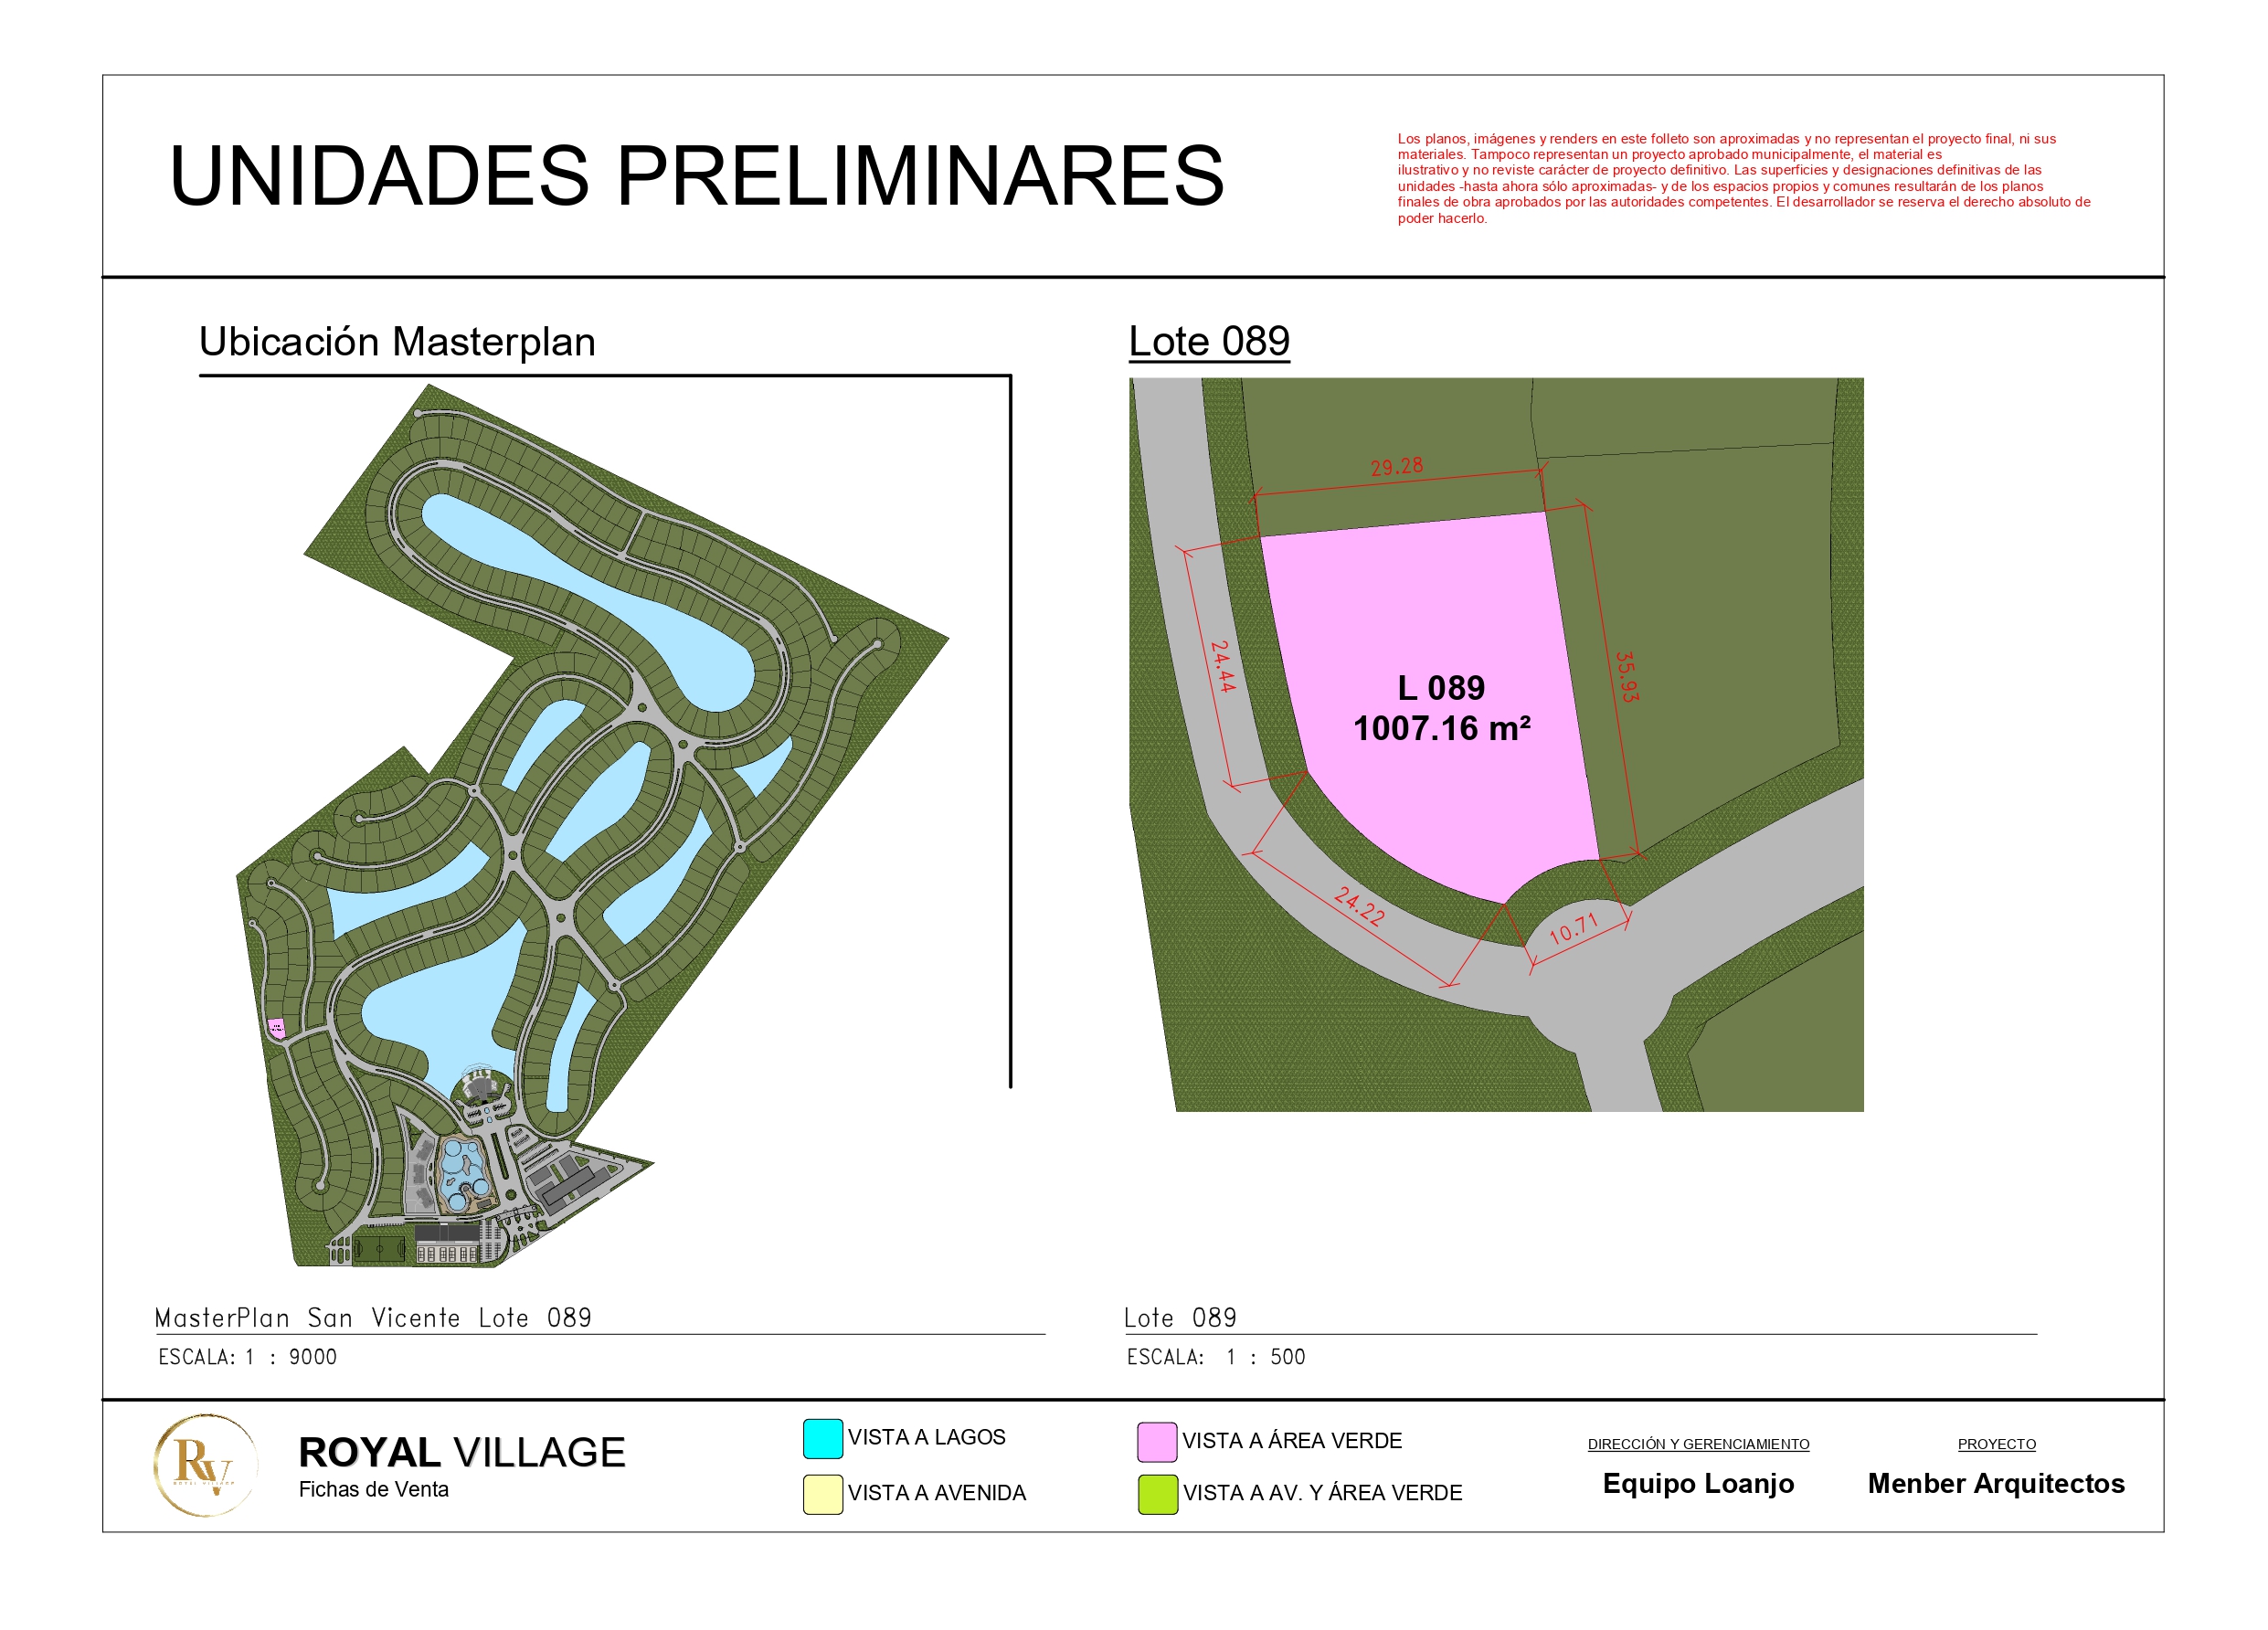 UNIDADES PRELIMINARES
Los planos, imágenes y renders en este folleto son aproximadas y no representan el proyecto final, ni sus
materiales. Tampoco representan un proyecto aprobado municipalmente, el material es
ilustrativo y no reviste carácter de proyecto definitivo. Las superficies y designaciones definitivas de las
unidades -hasta ahora sólo aproximadas- y de los espacios propios y comunes resultarán de los planos
finales de obra aprobados por las autoridades competentes. El desarrollador se reserva el derecho absoluto de
poder hacerlo.
Ubicación Masterplan
Lote 089
29.28
24.44
35.93
L 089
1007.16 m²
24.22
10.71
MasterPlan San Vicente Lote 089
ESCALA: 1 : 9000
Lote 089
ESCALA: 1 : 500
RV
ROYAL VILLAGE
ROYAL VILLAGE
Fichas de Venta
VISTA A LAGOS
VISTA A AVENIDA
VISTA A ÁREA VERDE
VISTA A AV. Y ÁREA VERDE
DIRECCIÓN Y GERENCIAMIENTO
Equipo Loanjo
PROYECTO
Menber Arquitectos